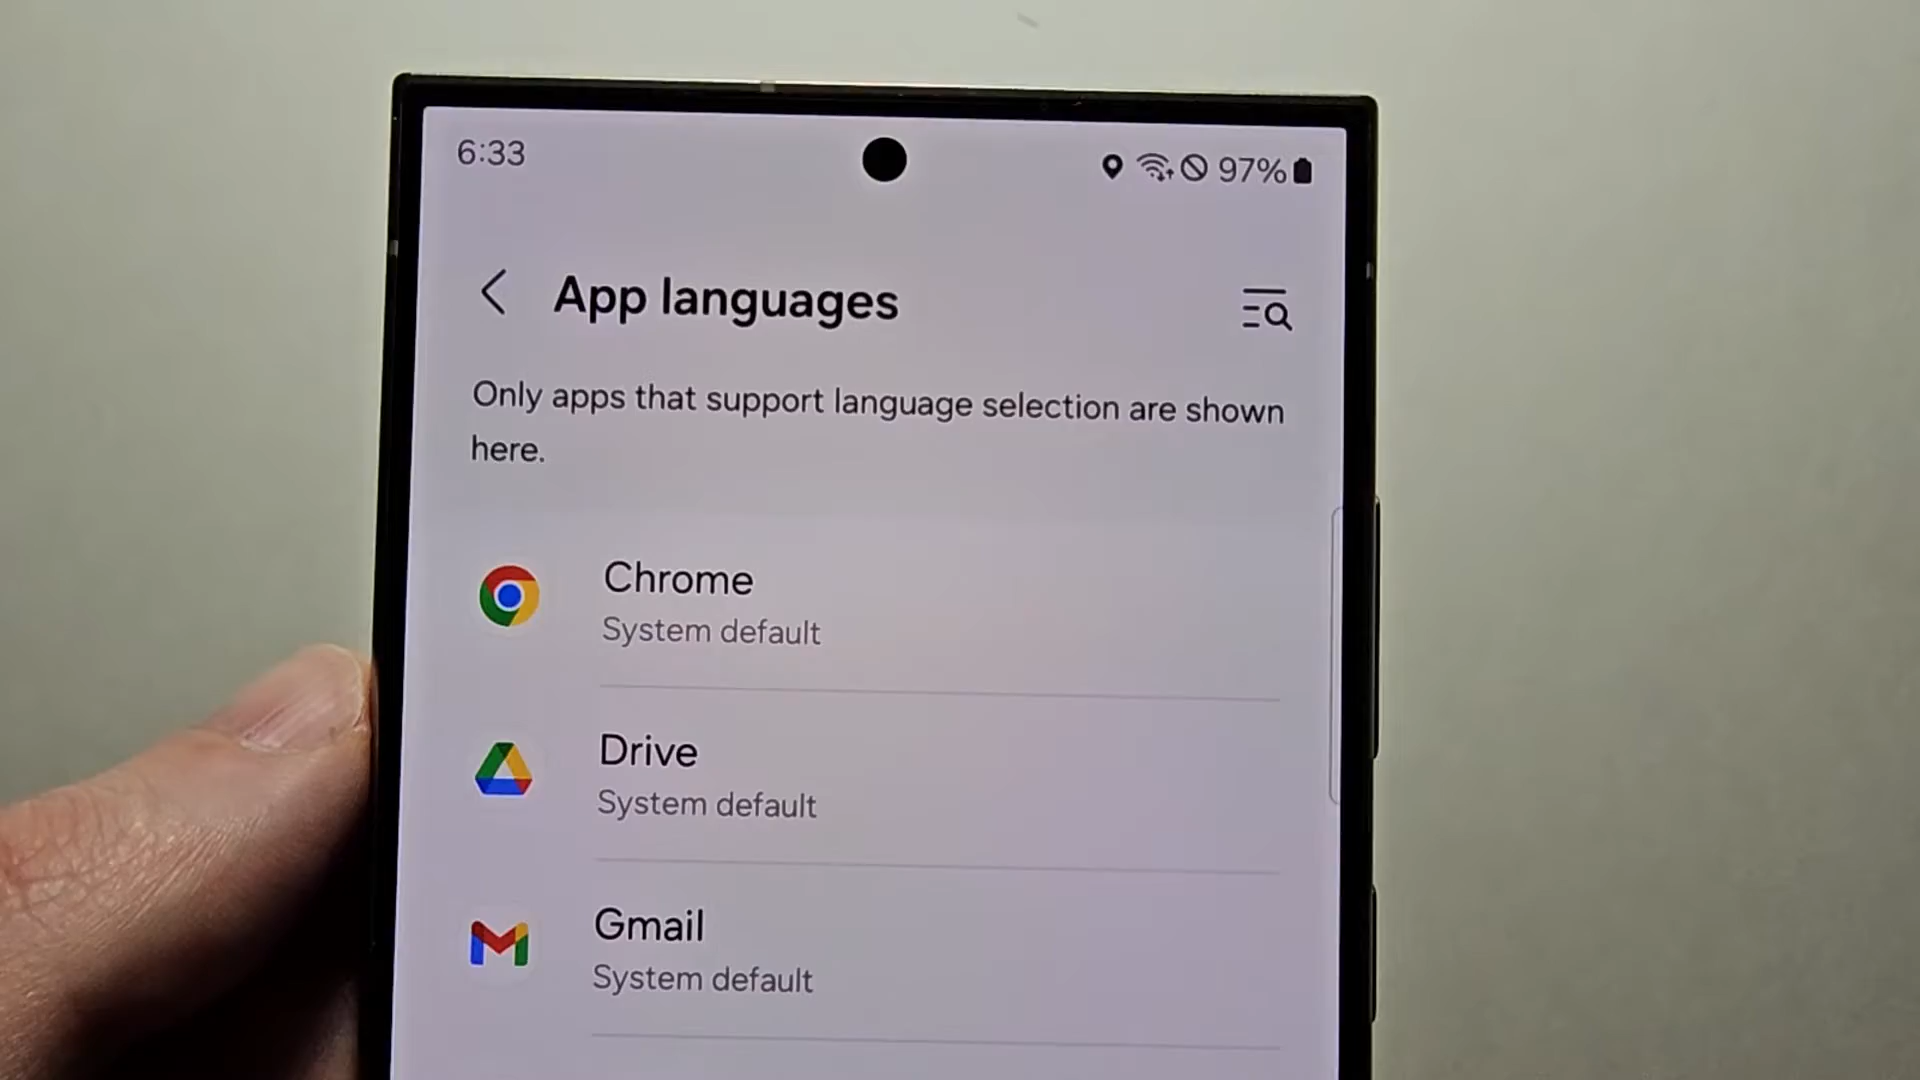 6:33
97%
App languages
Only apps that support language selection are shown
here.
Chrome
System default
Drive
System default
Gmail
System default